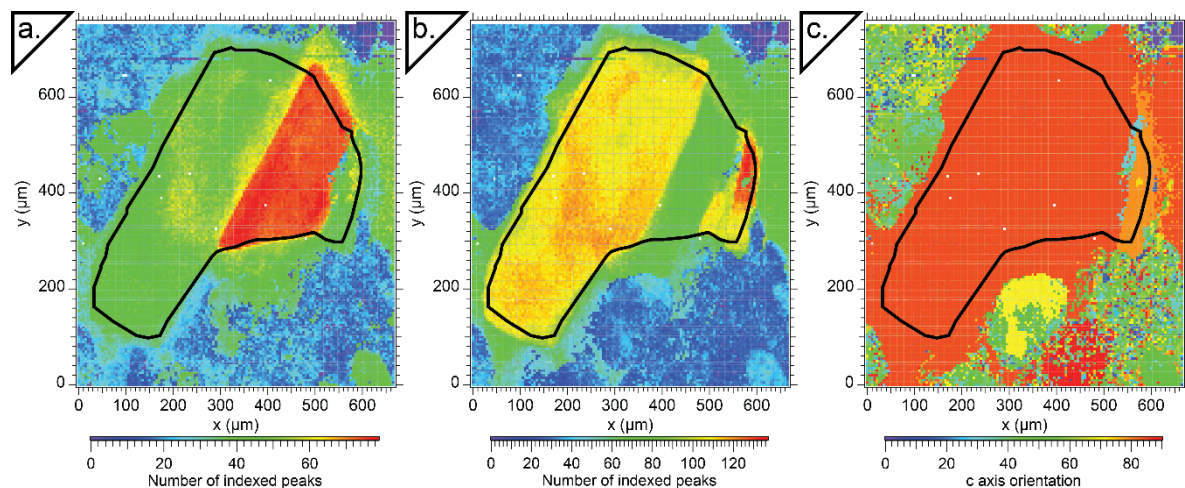 a. b. c.
600 600 600
400 400 400
200 200 200
0 0 0
y (µm) y (µm) y (µm)
0 100 200 300 400 500 600 0 100 200 300 400 500 600 0 100 200 300 400 500 600
x (µm) x (µm) x (µm)
0 20 40 60 0 20 40 60 80 100 120 0 20 40 60 80
Number of indexed peaks Number of indexed peaks c axis orientation